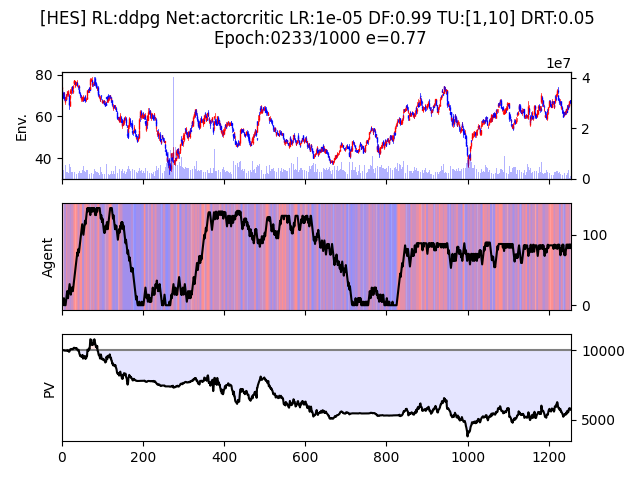 [HES] RL:ddpg Net:actorcritic LR:1e-05 DF:0.99 TU:[1,10] DRT:0.05
Epoch:0233/1000 e=0.77
1e7
80
60
40
Env.
4
2
0
Agent
100
0
PV
10000
5000
0
200
400
600
800
1000
1200